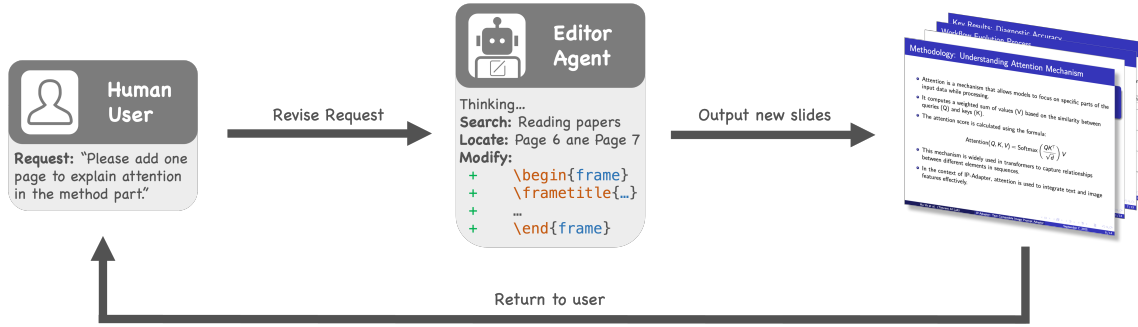 Human
User
Request: “Please add one
page to explain attention
in the method part.”
Revise Request
Editor
Agent
Thinking…
Search: Reading papers
Locate: Page 6 ane Page 7
Modify:
+ \begin{frame}
+ \frametitle{…}
+ …
+ \end{frame}
Output new slides
Key Results: Diagnostic Accuracy
Workflow Evolution Process
Methodology: Understanding Attention Mechanism
Attention is a mechanism that allows models to focus on specific parts of the
input data while processing.
It computes a weighted sum of values (V) based on the similarity between
queries (Q) and keys (K).
The attention score is calculated using the formula:
Attention(Q, K, V) = Softmax (QKᵀ/√d) V
This mechanism is widely used in transformers to capture relationships
between different elements in sequences.
In the context of IP-Adapter, attention is used to integrate text and image
features effectively.
Return to user